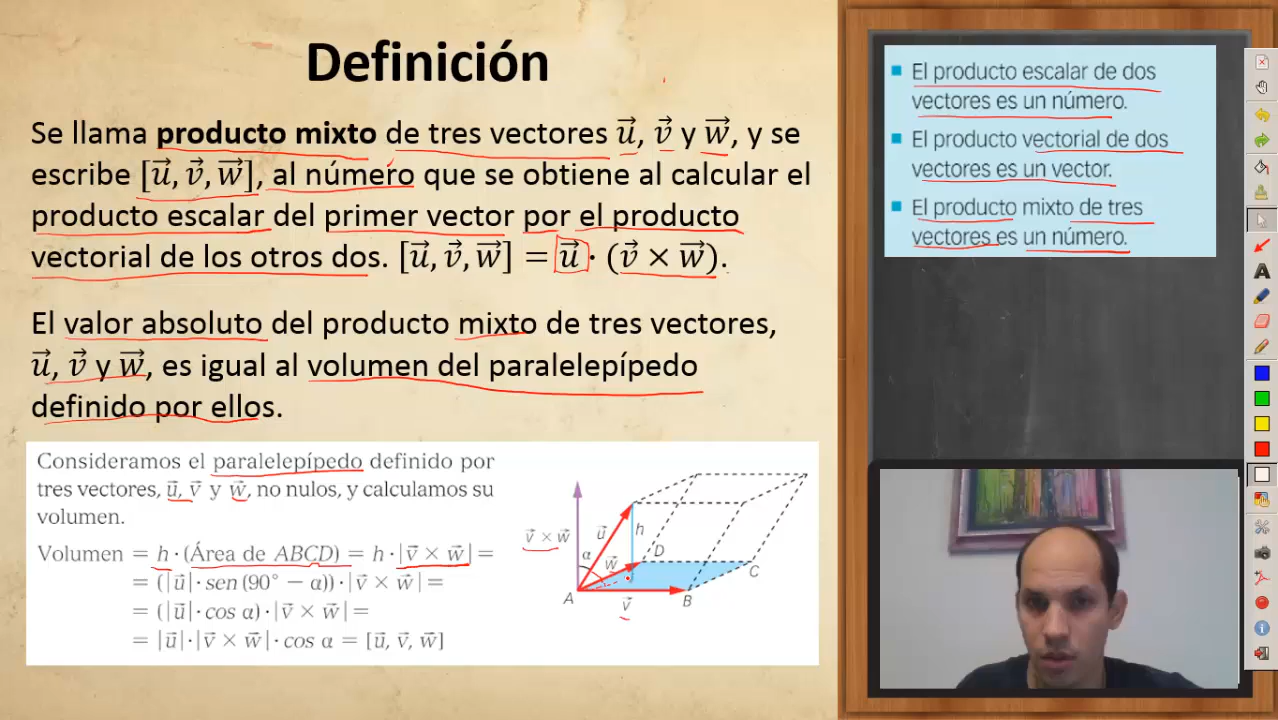 Definición
Se llama producto mixto de tres vectores u⃗, v⃗ y w⃗, y se
escribe [u⃗, v⃗, w⃗], al número que se obtiene al calcular el
producto escalar del primer vector por el producto
vectorial de los otros dos. [u⃗, v⃗, w⃗] = u⃗ · (v⃗ × w⃗).
El valor absoluto del producto mixto de tres vectores,
u⃗, v⃗ y w⃗, es igual al volumen del paralelepípedo
definido por ellos.
Consideramos el paralelepípedo definido por
tres vectores, u⃗, v⃗ y w⃗, no nulos, y calculamos su
volumen.
Volumen = h · (Área de ABCD) = h · |v⃗ × w⃗| =
= (|u⃗| · sen (90° − α)) · |v⃗ × w⃗| =
= (|u⃗| · cos α) · |v⃗ × w⃗| =
= |u⃗| · |v⃗ × w⃗| · cos α = [u⃗, v⃗, w⃗]
v⃗ × w⃗
u⃗
h
α
w⃗
D
C
A
v⃗
B
■ El producto escalar de dos
vectores es un número.
■ El producto vectorial de dos
vectores es un vector.
■ El producto mixto de tres
vectores es un número.
A